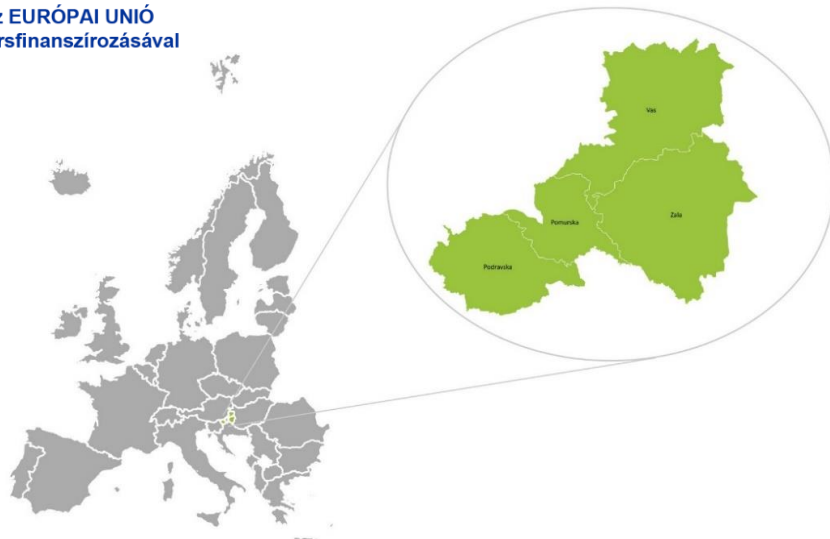 z EURÓPAI UNIÓ
rsfinanszírozásával
Vas
Zala
Pomurska
Podravska